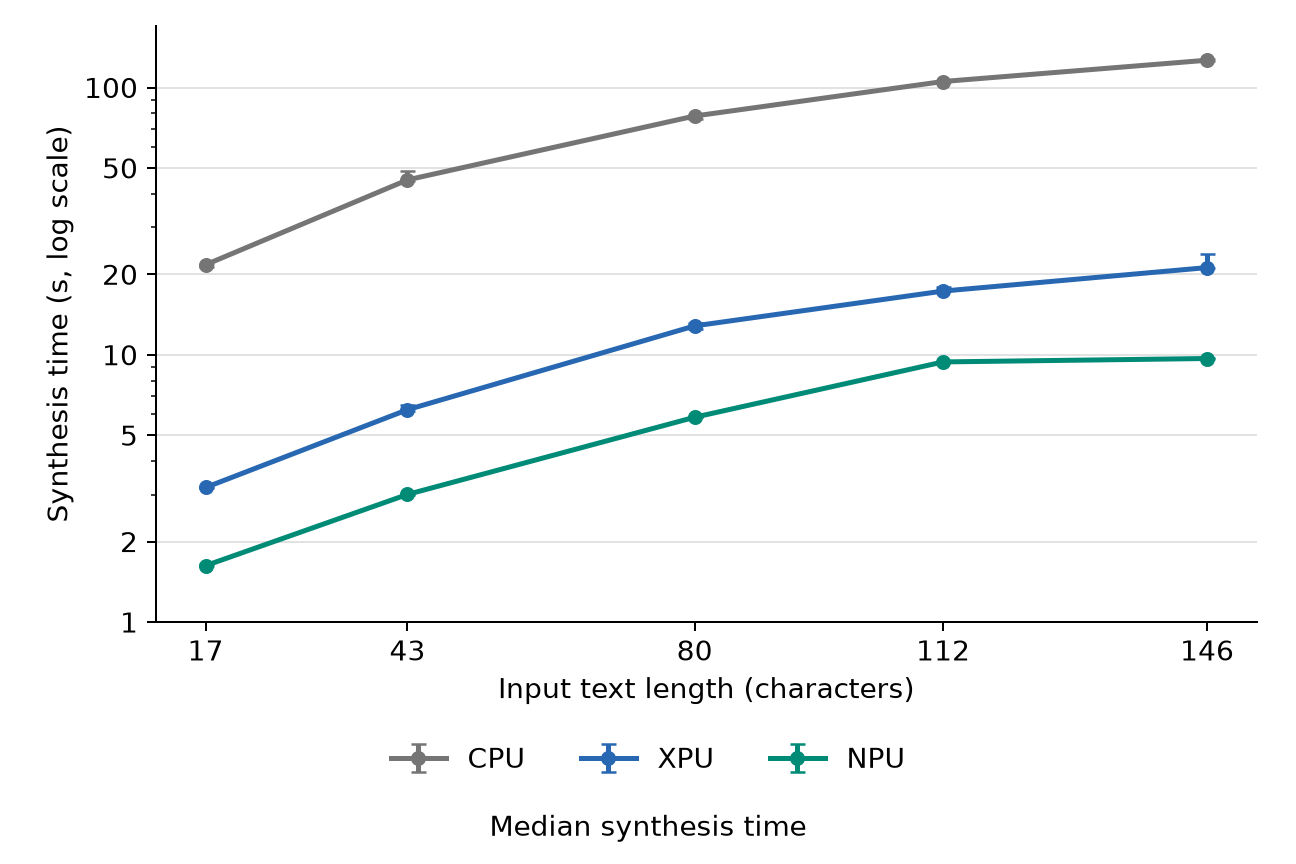 Synthesis time (s, log scale)
100
50
20
10
5
2
1
17 43 80 112 146
Input text length (characters)
CPU XPU NPU
Median synthesis time